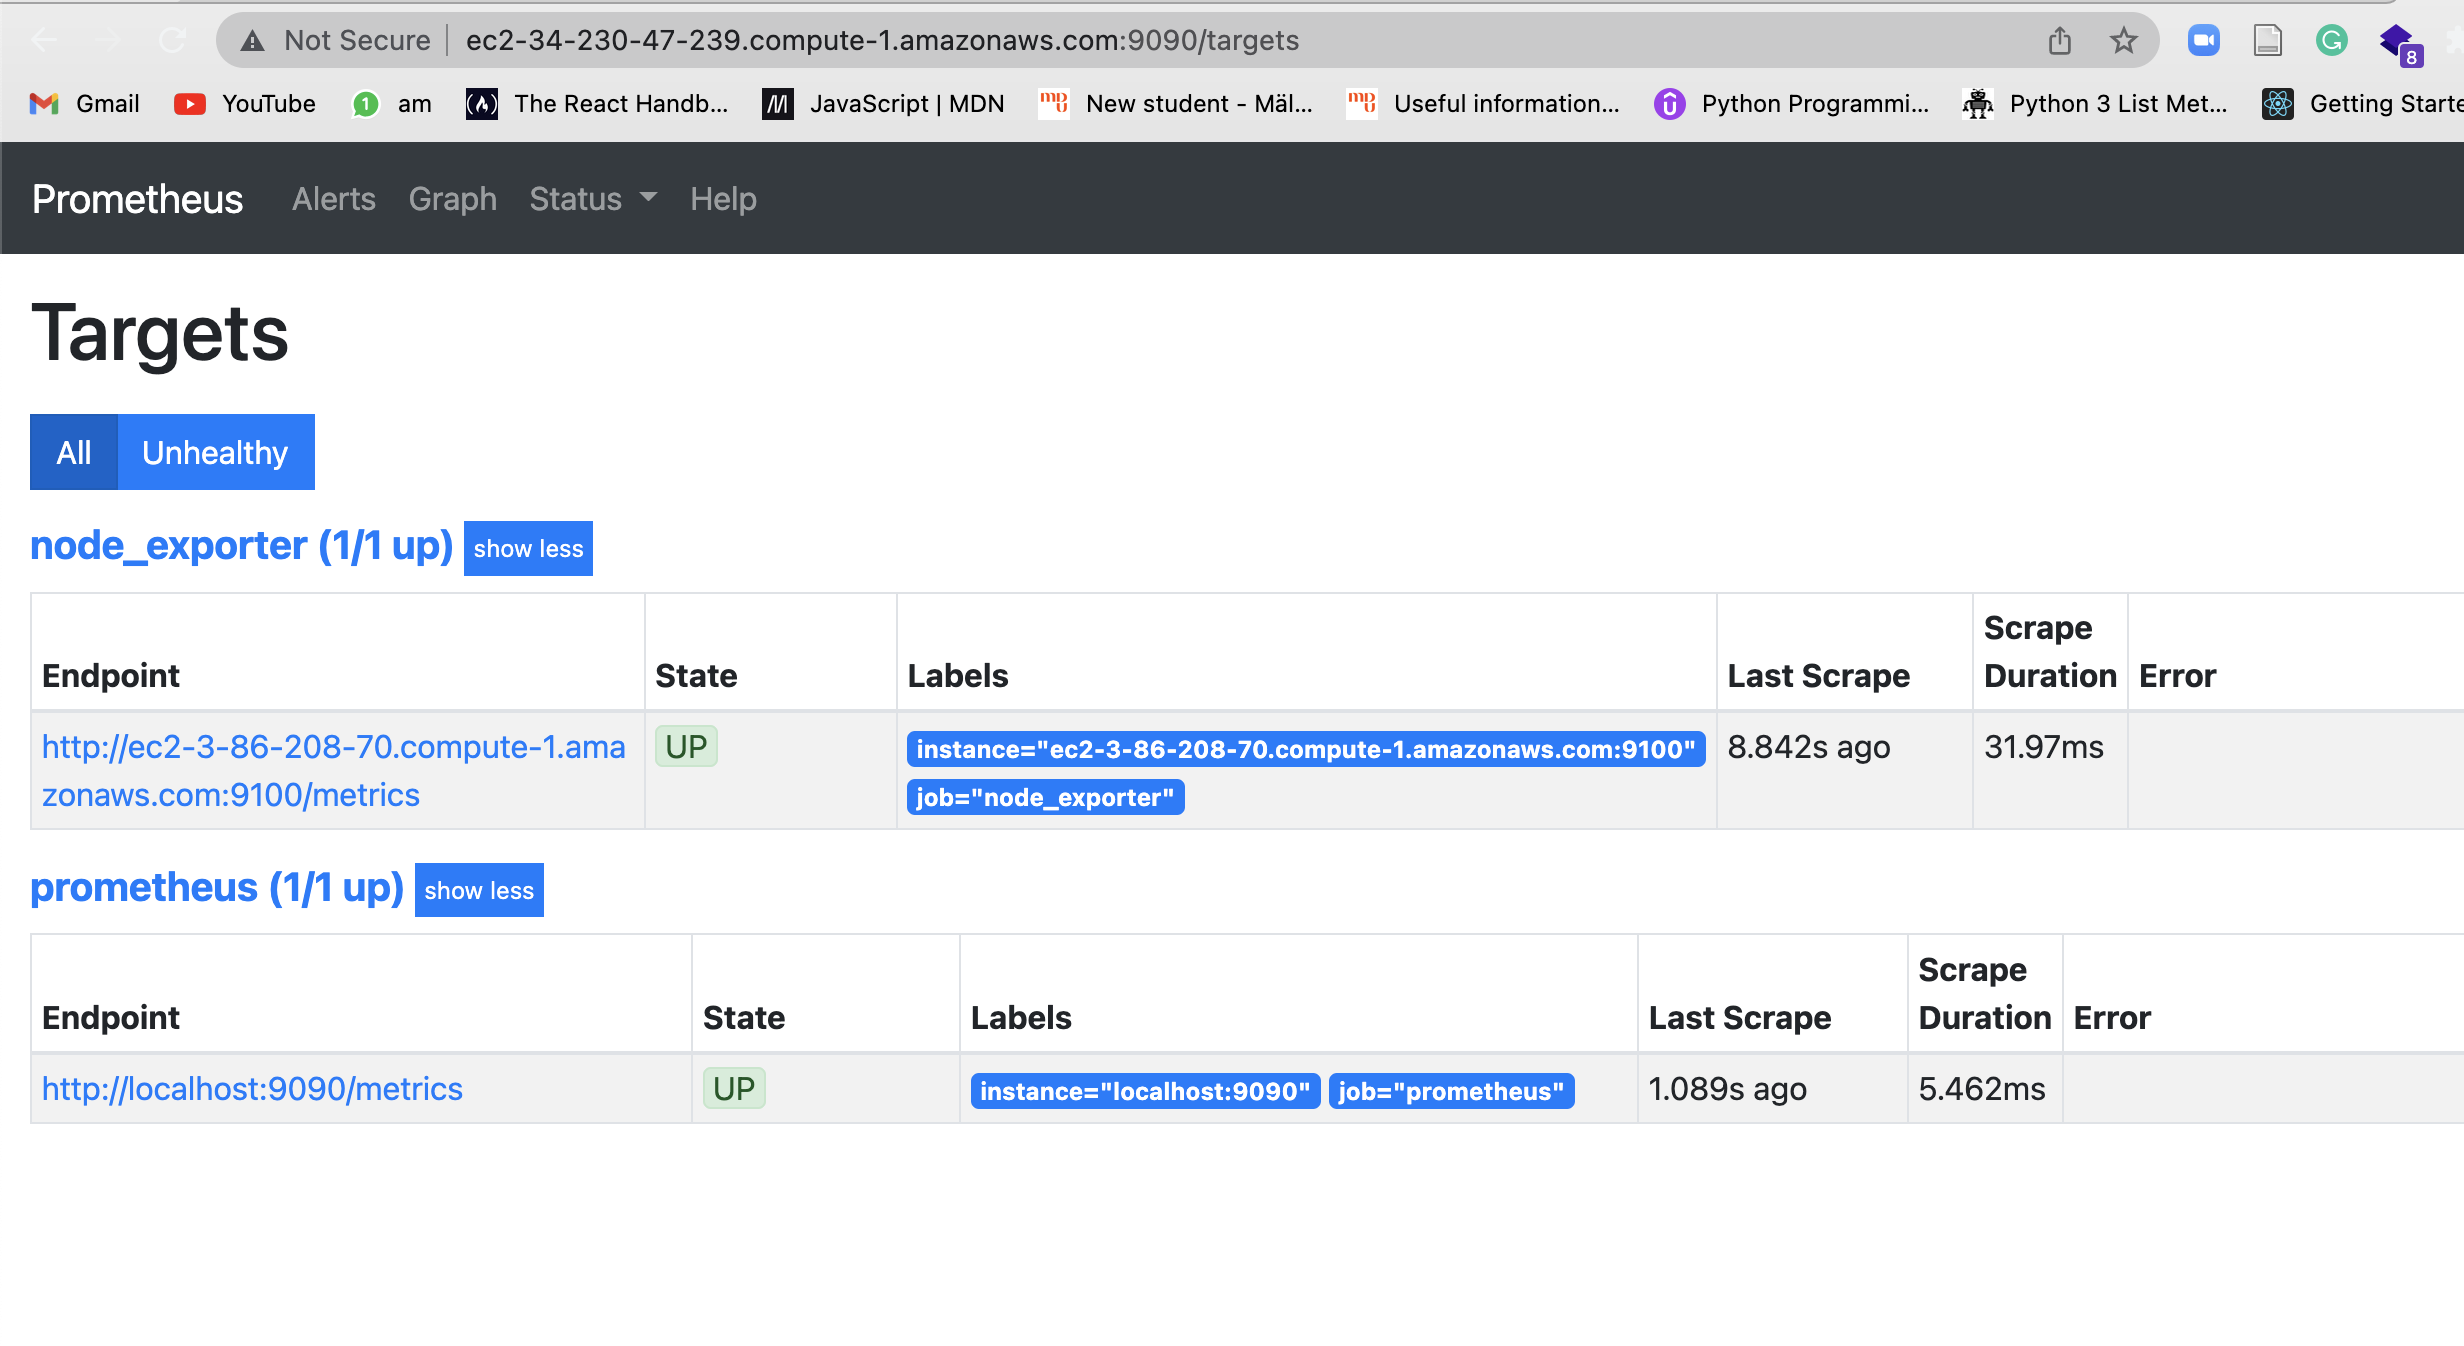 Not Secure ec2-34-230-47-239.compute-1.amazonaws.com:9090/targets 8
Gmail YouTube 1 am The React Handb... JavaScript | MDN New student - Mäl... Useful information... Python Programmi... Python 3 List Met... Getting Starte
Prometheus Alerts Graph Status Help
Targets
All Unhealthy
node_exporter (1/1 up) show less
Scrape
Endpoint State Labels Last Scrape Duration Error
http://ec2-3-86-208-70.compute-1.ama UP instance="ec2-3-86-208-70.compute-1.amazonaws.com:9100" 8.842s ago 31.97ms
zonaws.com:9100/metrics job="node_exporter"
prometheus (1/1 up) show less
Scrape
Endpoint State Labels Last Scrape Duration Error
http://localhost:9090/metrics UP instance="localhost:9090" job="prometheus" 1.089s ago 5.462ms